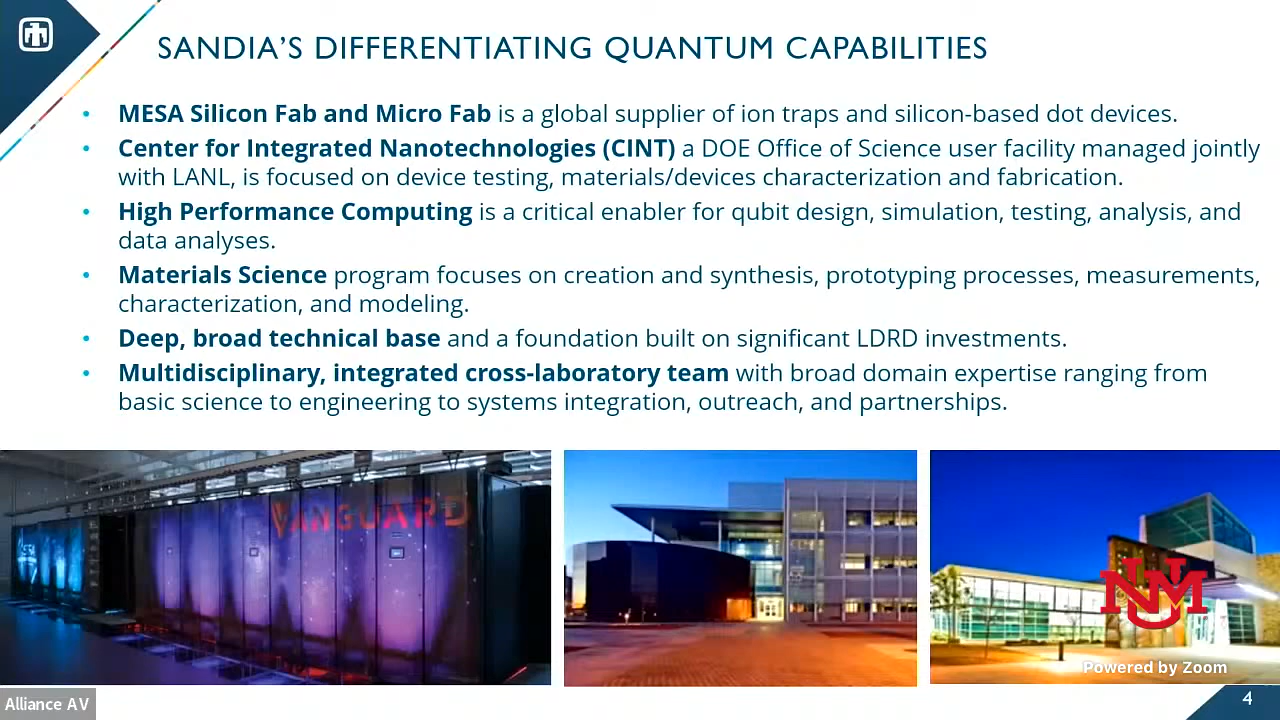 SANDIA'S DIFFERENTIATING QUANTUM CAPABILITIES
• MESA Silicon Fab and Micro Fab is a global supplier of ion traps and silicon-based dot devices.
• Center for Integrated Nanotechnologies (CINT) a DOE Office of Science user facility managed jointly
with LANL, is focused on device testing, materials/devices characterization and fabrication.
• High Performance Computing is a critical enabler for qubit design, simulation, testing, analysis, and
data analyses.
• Materials Science program focuses on creation and synthesis, prototyping processes, measurements,
characterization, and modeling.
• Deep, broad technical base and a foundation built on significant LDRD investments.
• Multidisciplinary, integrated cross-laboratory team with broad domain expertise ranging from
basic science to engineering to systems integration, outreach, and partnerships.
VANGUARD
UNM
Powered by Zoom
Alliance AV
4